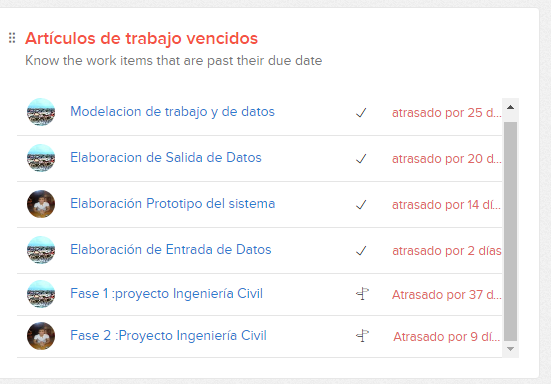 Artículos de trabajo vencidos
Know the work items that are past their due date
Modelacion de trabajo y de datos atrasado por 25 d...
Elaboracion de Salida de Datos atrasado por 20 d...
Elaboración Prototipo del sistema atrasado por 14 dí...
Elaboración de Entrada de Datos atrasado por 2 días
Fase 1 :proyecto Ingeniería Civil Atrasado por 37 d...
Fase 2 :Proyecto Ingeniería Civil Atrasado por 9 dí...